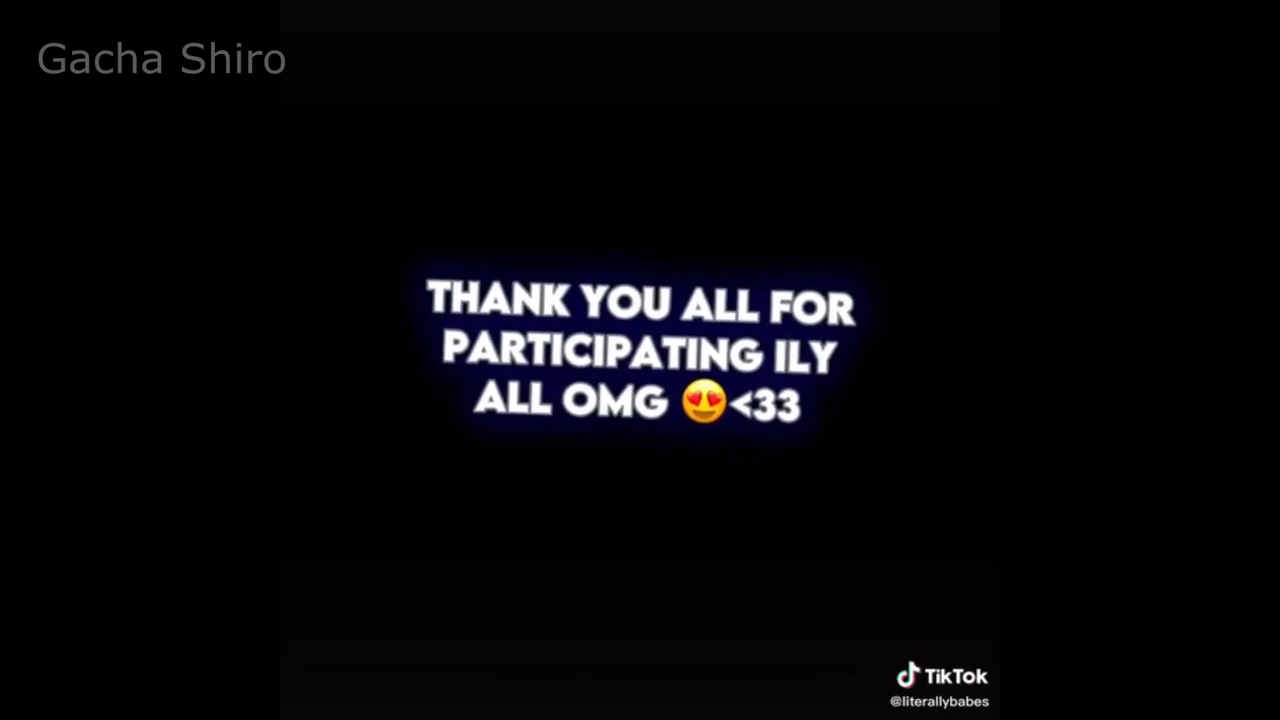 Gacha Shiro
THANK YOU ALL FOR
PARTICIPATING ILY
ALL OMG 😍<33
TikTok
@literallybabes